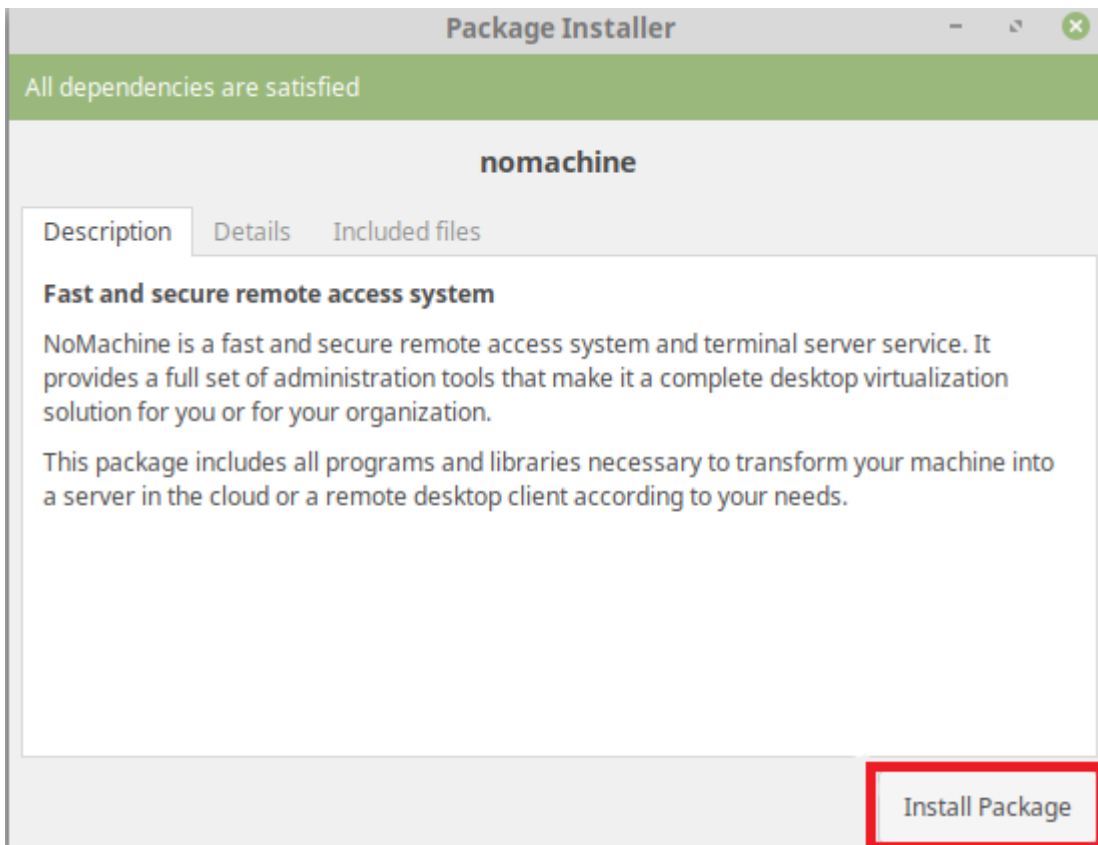 Package Installer
All dependencies are satisfied
nomachine
Description Details Included files
Fast and secure remote access system
NoMachine is a fast and secure remote access system and terminal server service. It
provides a full set of administration tools that make it a complete desktop virtualization
solution for you or for your organization.
This package includes all programs and libraries necessary to transform your machine into
a server in the cloud or a remote desktop client according to your needs.
Install Package